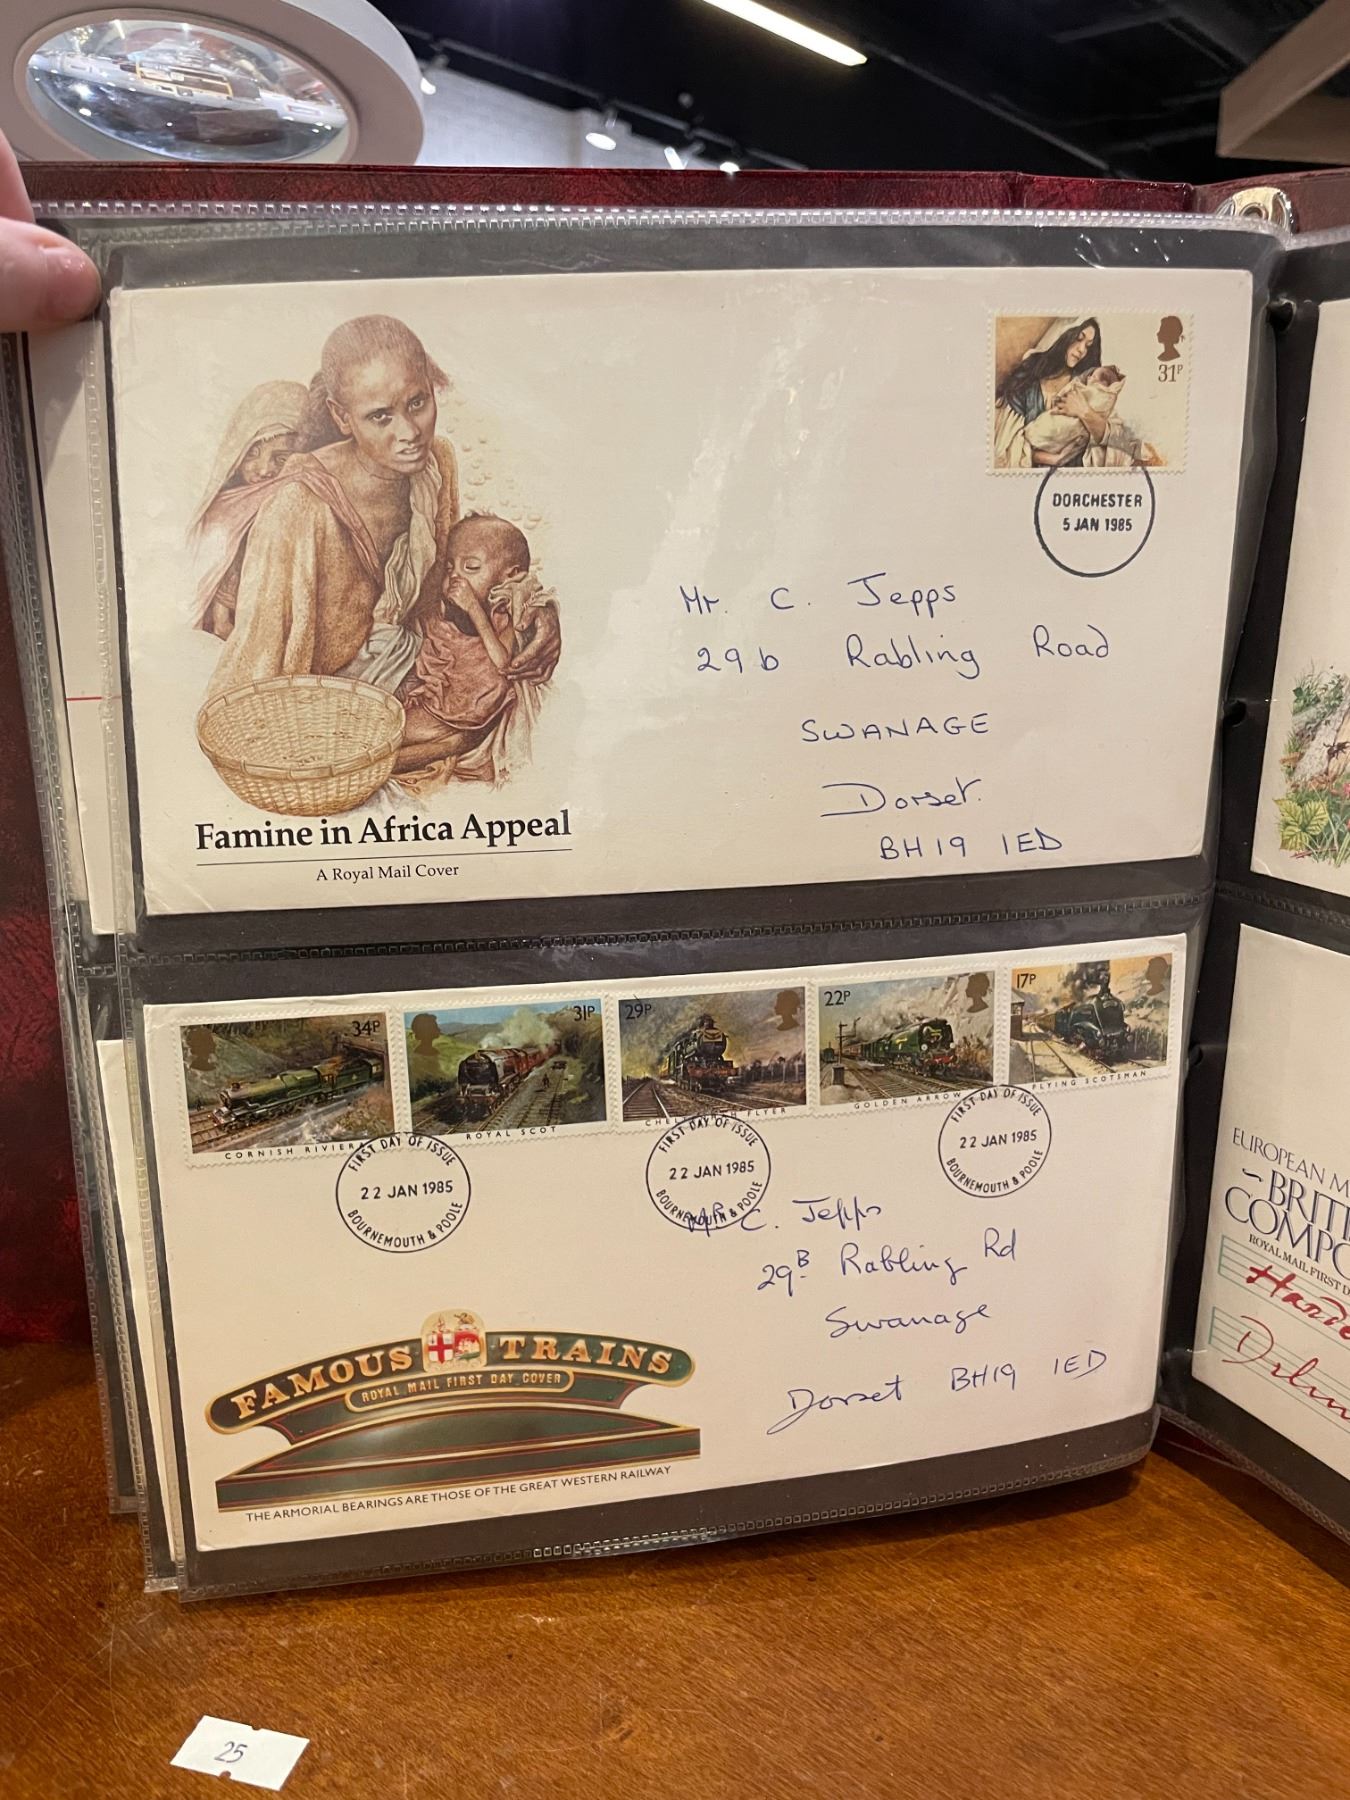 31P
DORCHESTER
5 JAN 1985
Mr. C. Jepps
29b Rabling Road
SWANAGE
Dorset.
BH19 1ED
Famine in Africa Appeal
A Royal Mail Cover
34P
31P
29P
22P
17P
CORNISH RIVIERA
ROYAL SCOT
CHELTENHAM FLYER
GOLDEN ARROW
FLYING SCOTSMAN
FIRST DAY OF ISSUE
22 JAN 1985
BOURNEMOUTH & POOLE
FIRST DAY OF ISSUE
22 JAN 1985
BOURNEMOUTH & POOLE
FIRST DAY OF ISSUE
22 JAN 1985
BOURNEMOUTH & POOLE
Mr. C. Jepps
29B Rabling Rd
Swanage
Dorset BH19 1ED
FAMOUS TRAINS
ROYAL MAIL FIRST DAY COVER
THE ARMORIAL BEARINGS ARE THOSE OF THE GREAT WESTERN RAILWAY
EUROPEAN M
BRITI
COMPO
ROYAL MAIL FIRST D
Hande
25